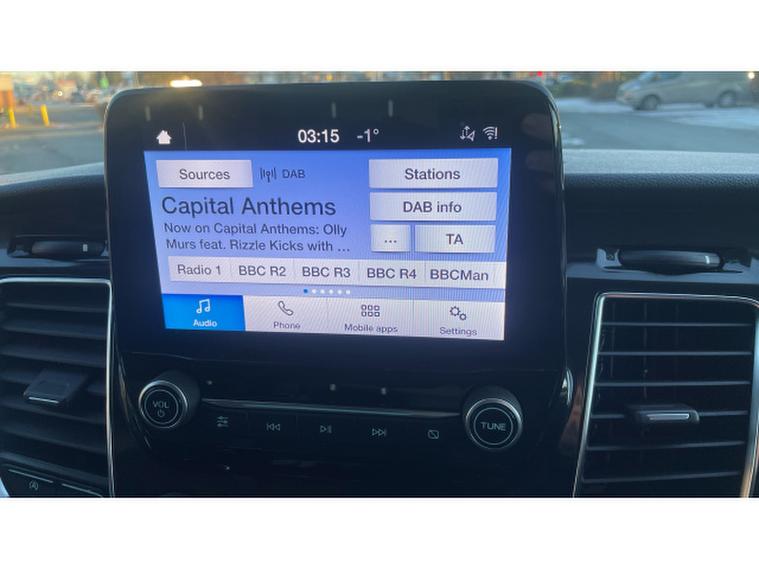 03:15 -1°
Sources DAB Stations
Capital Anthems DAB info
Now on Capital Anthems: Olly
Murs feat. Rizzle Kicks with ...
... TA
Radio 1 BBC R2 BBC R3 BBC R4 BBCMan
Audio Phone Mobile apps Settings
VOL TUNE